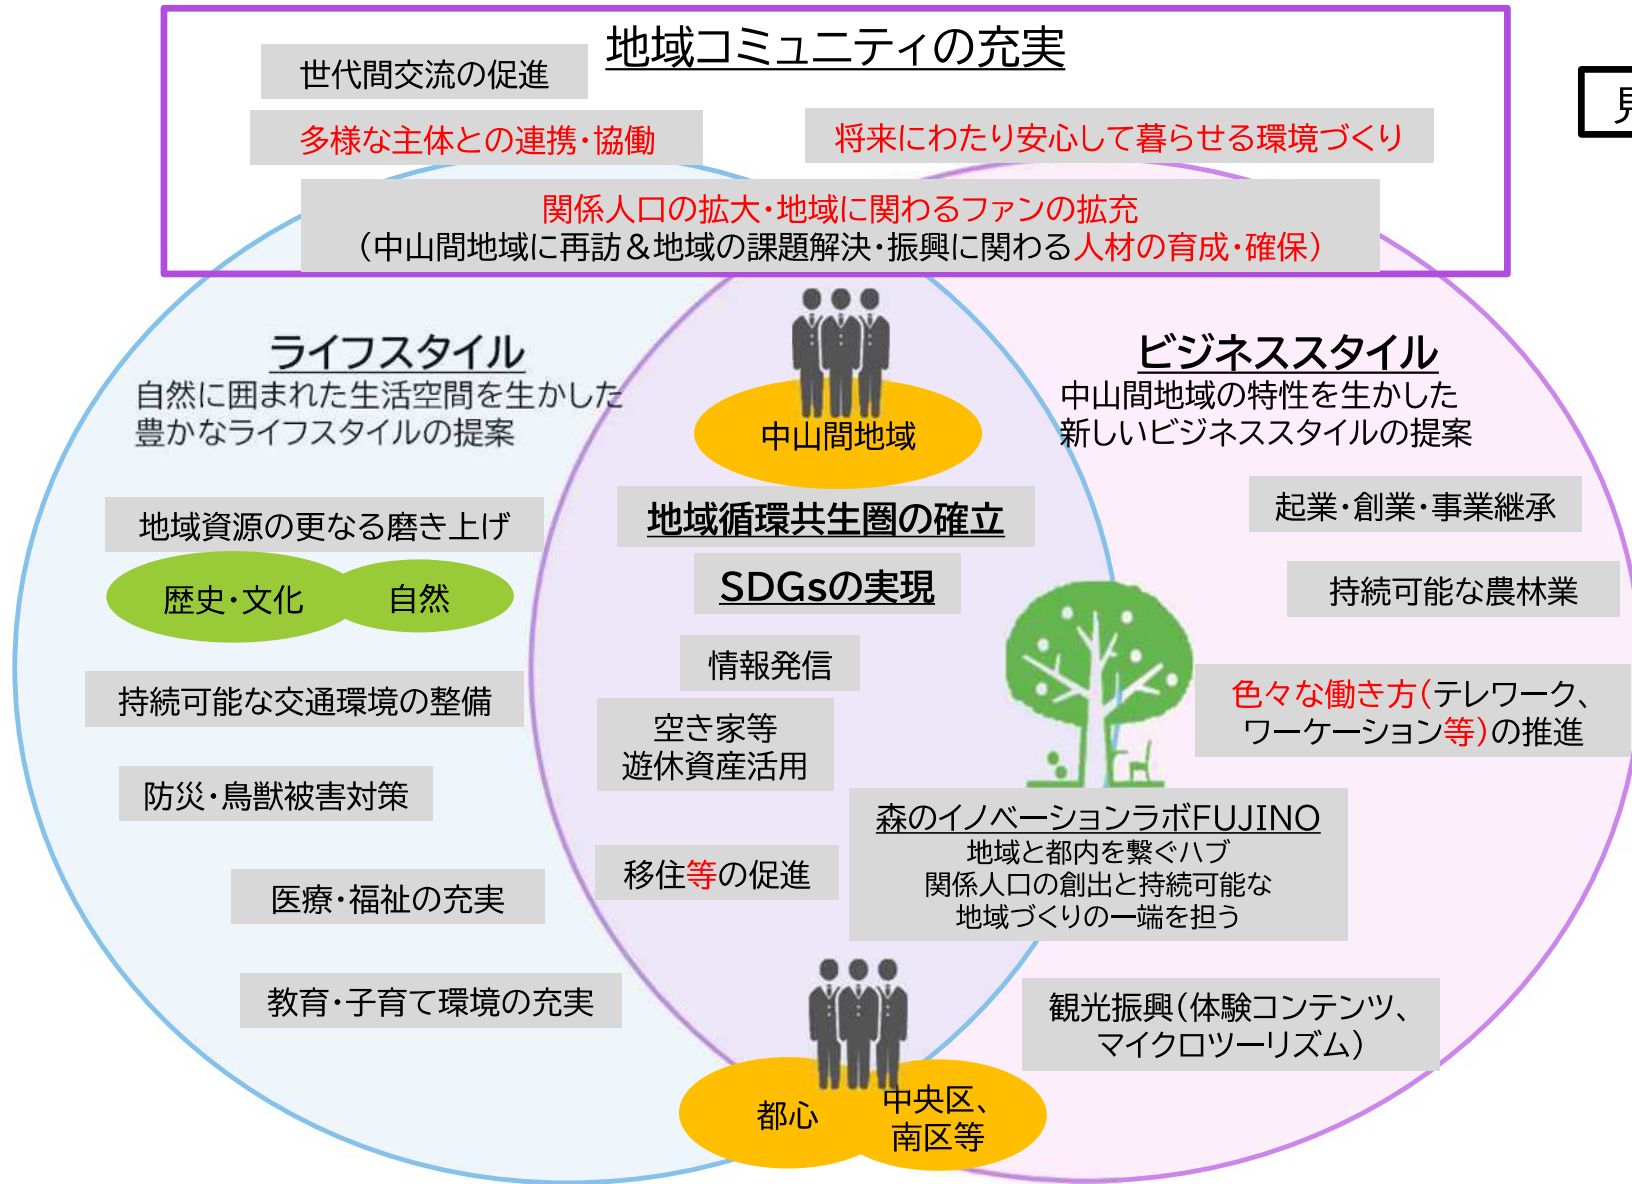 地域コミュニティの充実
世代間交流の促進
見
多様な主体との連携・協働
将来にわたり安心して暮らせる環境づくり
関係人口の拡大・地域に関わるファンの拡充
（中山間地域に再訪＆地域の課題解決・振興に関わる人材の育成・確保）
ライフスタイル
自然に囲まれた生活空間を生かした
豊かなライフスタイルの提案
地域資源の更なる磨き上げ
歴史・文化
自然
持続可能な交通環境の整備
防災・鳥獣被害対策
医療・福祉の充実
教育・子育て環境の充実
中山間地域
地域循環共生圏の確立
SDGsの実現
情報発信
空き家等
遊休資産活用
移住等の促進
森のイノベーションラボFUJINO
地域と都内を繋ぐハブ
関係人口の創出と持続可能な
地域づくりの一端を担う
都心
中央区、
南区等
ビジネススタイル
中山間地域の特性を生かした
新しいビジネススタイルの提案
起業・創業・事業継承
持続可能な農林業
色々な働き方（テレワーク、
ワーケーション等）の推進
観光振興（体験コンテンツ、
マイクロツーリズム）